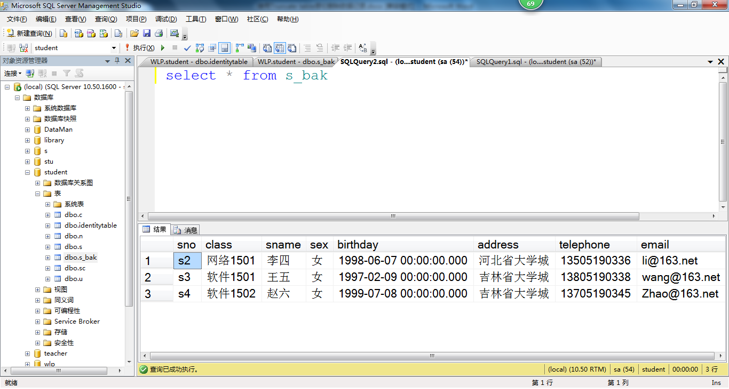 Microsoft SQL Server Management Studio
69
文件(F) 编辑(E) 查看(V) 查询(Q) 项目(P) 调试(D) 工具(T) 窗口(W) 社区(C) 帮助(H)
新建查询(N)
student 执行(X)
对象资源管理器
WLP.student - dbo.identitytable WLP.student - dbo.s_bak SQLQuery2.sql - (lo....student (sa (54))* SQLQuery1.sql - (lo....student (sa (52))*
连接
select * from s_bak
(local) (SQL Server 10.50.1600 -
数据库
系统数据库
数据库快照
DataMan
library
s
stu
student
数据库关系图
表
系统表
dbo.c
dbo.identitytable
dbo.n
dbo.s
dbo.s_bak
dbo.sc
dbo.u
视图
同义词
可编程性
Service Broker
存储
安全性
teacher
wlp
结果 消息
sno class sname sex birthday address telephone email
1 s2 网络1501 李四 女 1998-06-07 00:00:00.000 河北省大学城 13505190336 li@163.net
2 s3 软件1501 王五 女 1997-02-09 00:00:00.000 吉林省大学城 13805190338 wang@163.net
3 s4 软件1502 赵六 女 1999-07-08 00:00:00.000 吉林省大学城 13705190345 Zhao@163.net
查询已成功执行。 (local) (10.50 RTM) sa (54) student 00:00:00 3 行
就绪 第 1 行 第 1 列 Ins